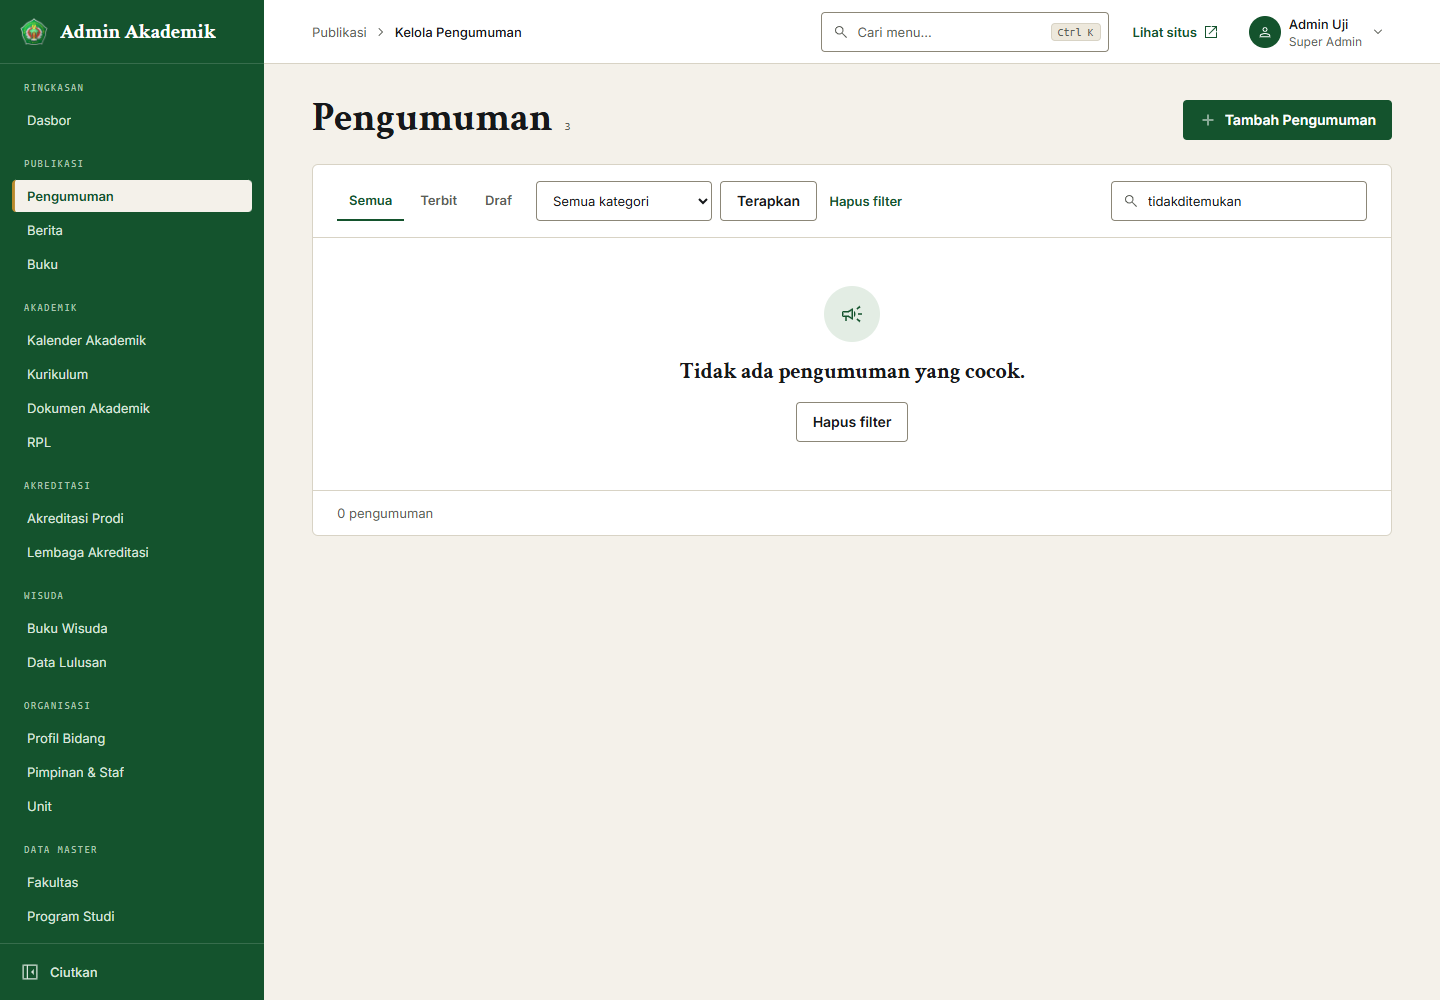 Admin Akademik
Publikasi > Kelola Pengumuman
Cari menu...
Ctrl K
Lihat situs
Admin Uji
Super Admin
RINGKASAN
Dasbor
PUBLIKASI
Pengumuman
Berita
Buku
AKADEMIK
Kalender Akademik
Kurikulum
Dokumen Akademik
RPL
AKREDITASI
Akreditasi Prodi
Lembaga Akreditasi
WISUDA
Buku Wisuda
Data Lulusan
ORGANISASI
Profil Bidang
Pimpinan & Staf
Unit
DATA MASTER
Fakultas
Program Studi
Ciutkan
Pengumuman 3
Tambah Pengumuman
Semua
Terbit
Draf
Semua kategori
Terapkan
Hapus filter
tidakditemukan
Tidak ada pengumuman yang cocok.
Hapus filter
0 pengumuman